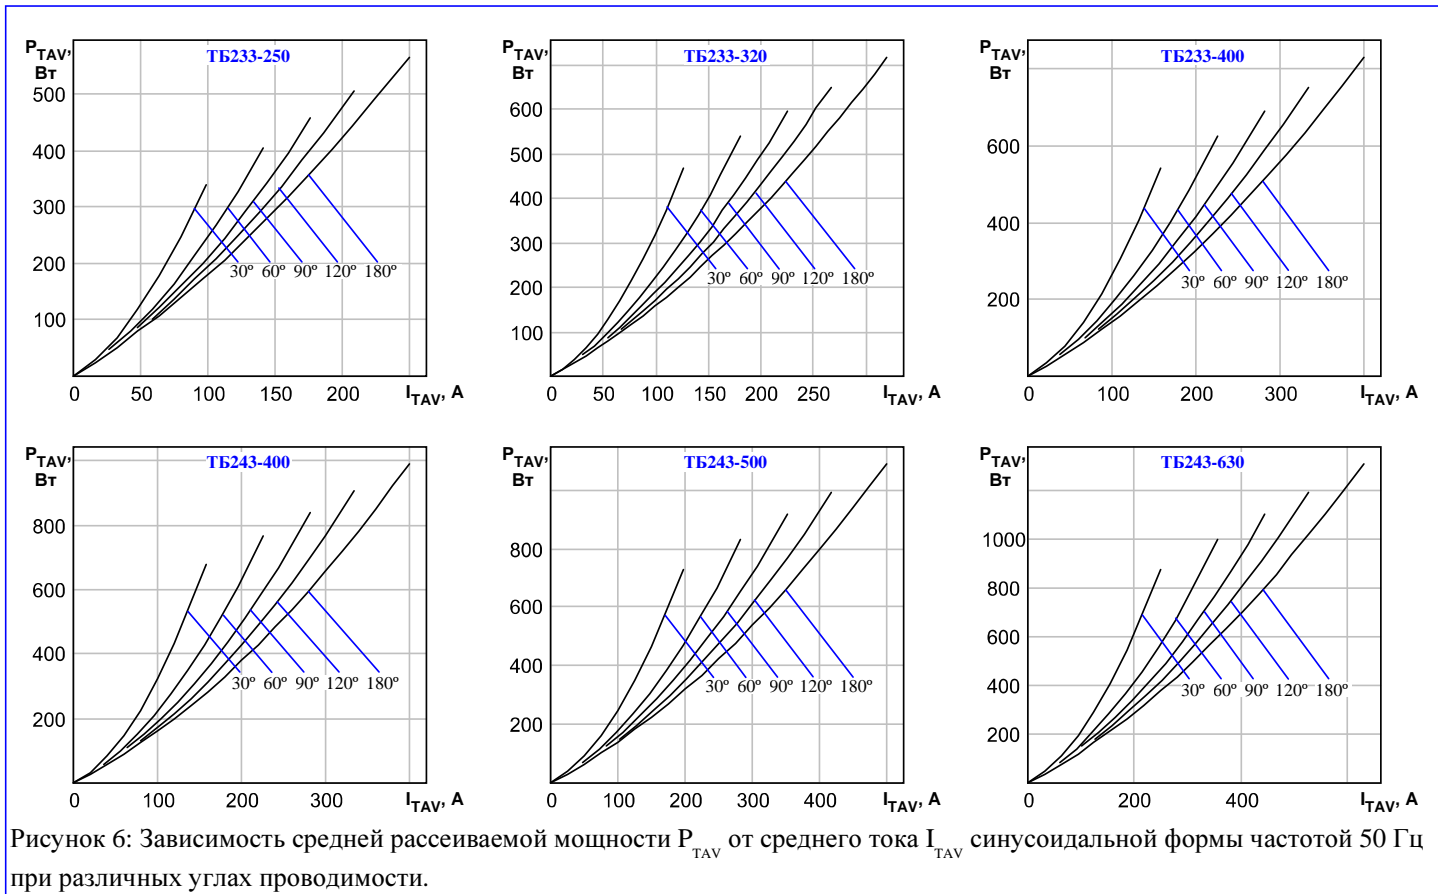 PTAV, Вт
ТБ233-250
500
400
300
200
100
30º 60º 90º 120º 180º
0 50 100 150 200 ITAV, A
PTAV, Вт
ТБ233-320
600
500
400
300
200
100
30º 60º 90º 120º 180º
0 50 100 150 200 250 ITAV, A
PTAV, Вт
ТБ233-400
600
400
200
30º 60º 90º 120º 180º
0 100 200 300 ITAV, A
PTAV, Вт
ТБ243-400
800
600
400
200
30º 60º 90º 120º 180º
0 100 200 300 ITAV, A
PTAV, Вт
ТБ243-500
800
600
400
200
30º 60º 90º 120º 180º
0 100 200 300 400 ITAV, A
PTAV, Вт
ТБ243-630
1000
800
600
400
200
30º 60º 90º 120º 180º
0 200 400 ITAV, A
Рисунок 6: Зависимость средней рассеиваемой мощности PTAV от среднего тока ITAV синусоидальной формы частотой 50 Гц
при различных углах проводимости.